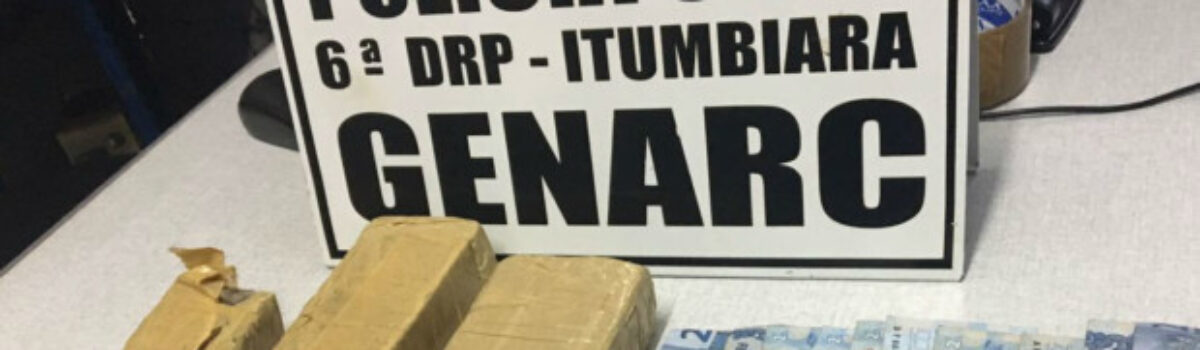 6ª DRP - ITUMBIARA
GENARC